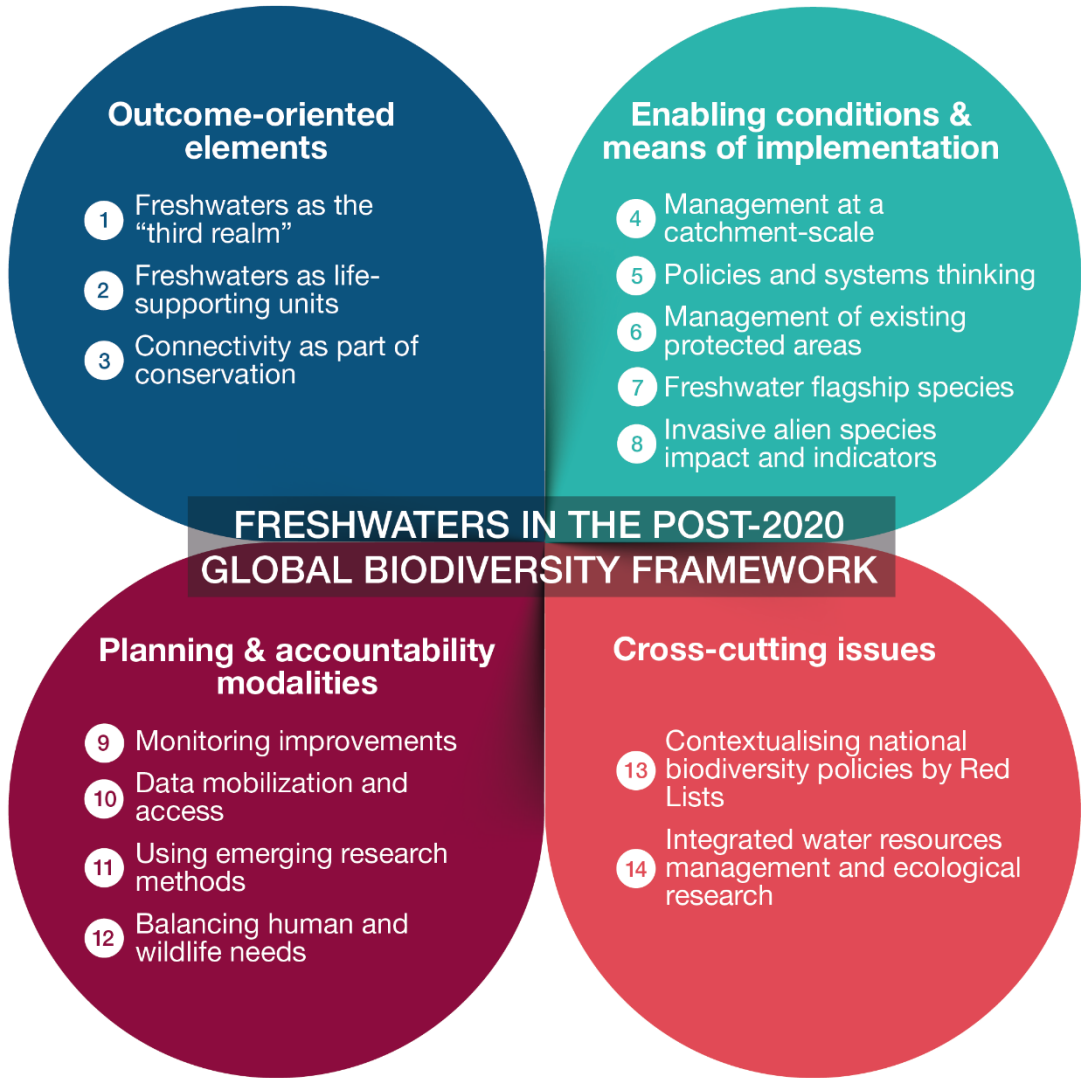 Outcome-oriented
elements
1 Freshwaters as the
“third realm”
2 Freshwaters as life-
supporting units
3 Connectivity as part of
conservation
Enabling conditions &
means of implementation
4 Management at a
catchment-scale
5 Policies and systems thinking
6 Management of existing
protected areas
7 Freshwater flagship species
8 Invasive alien species
impact and indicators
FRESHWATERS IN THE POST-2020
GLOBAL BIODIVERSITY FRAMEWORK
Planning & accountability
modalities
9 Monitoring improvements
10 Data mobilization and
access
11 Using emerging research
methods
12 Balancing human and
wildlife needs
Cross-cutting issues
Contextualising national
13 biodiversity policies by Red
Lists
Integrated water resources
14 management and ecological
research